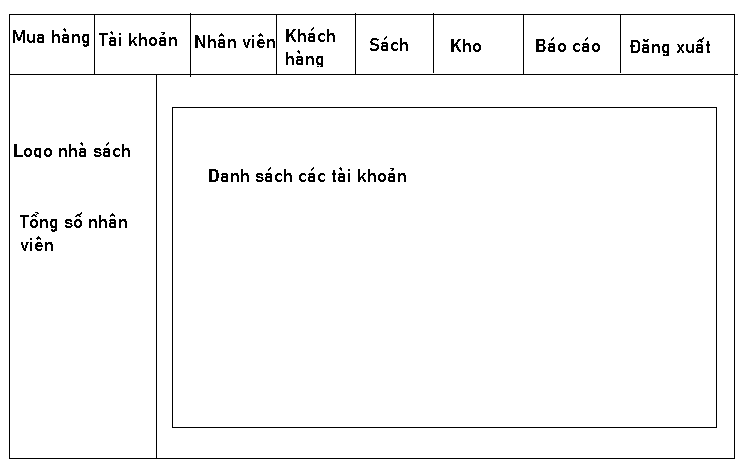 Mua hàng
Tài khoản
Nhân viên
Khách
hàng
Sách
Kho
Báo cáo
Đăng xuất
Logo nhà sách
Danh sách các tài khoản
Tổng số nhân
viên